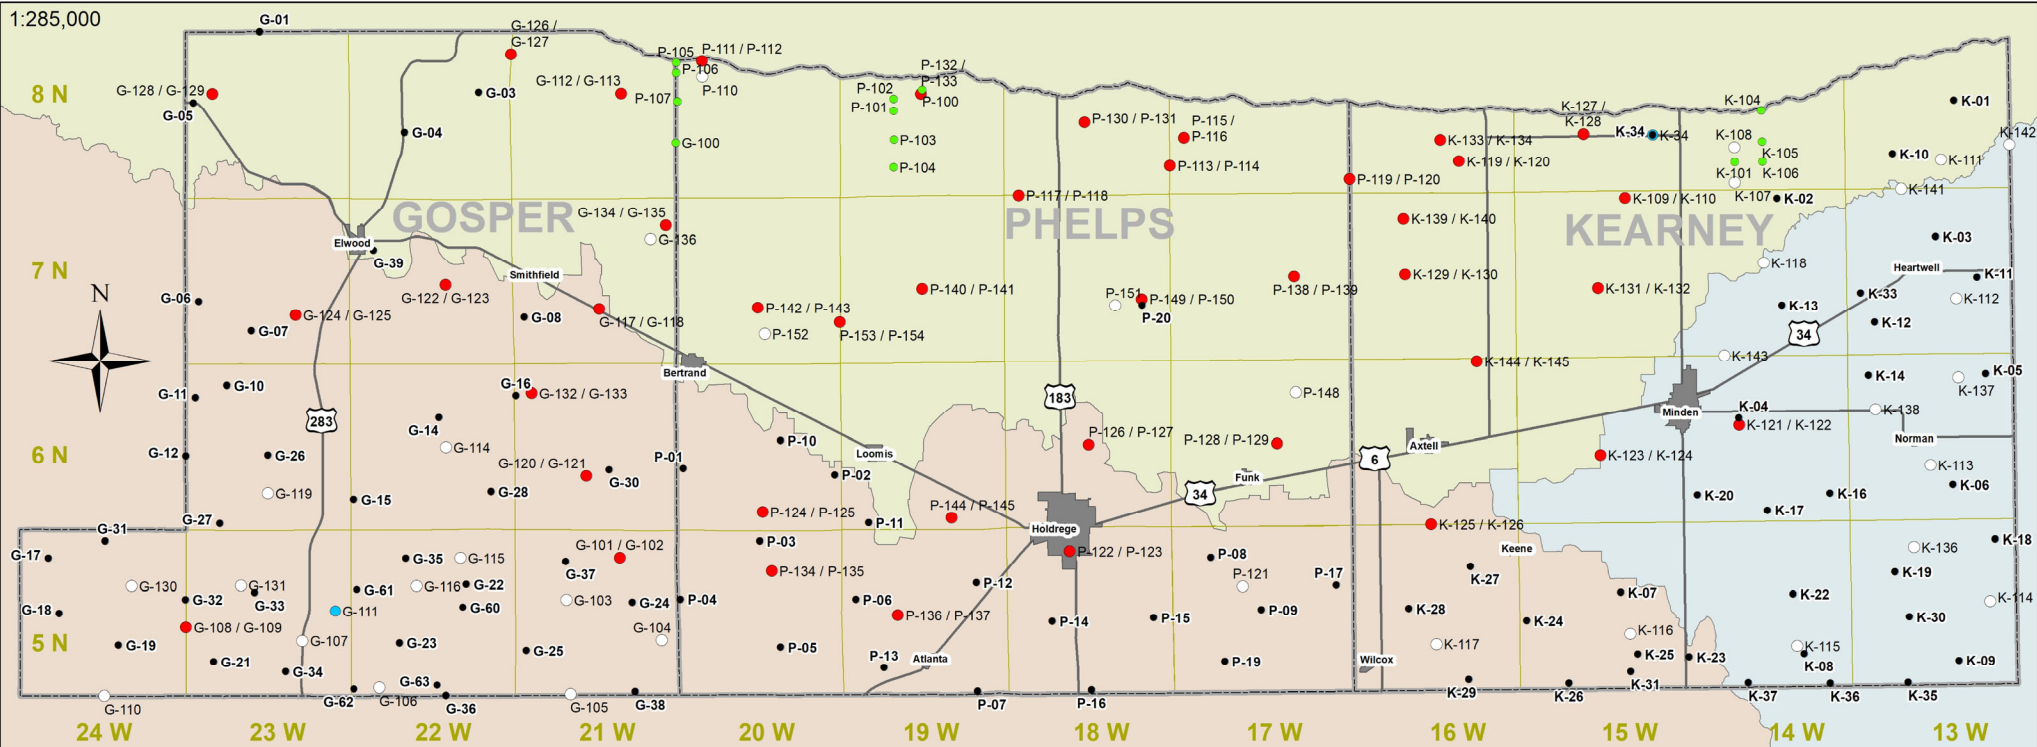 1:285,000
G-01
G-126 /
G-127
P-105
P-111 / P-112
P-106
P-110
P-132 /
P-133
P-100
P-102
P-101
8 N
G-128 / G-129
G-05
G-03
G-112 / G-113
P-107
G-04
G-100
P-103
P-104
P-130 / P-131
P-115 /
P-116
P-113 / P-114
K-127 /
K-128
K-34
K-34
K-133 / K-134
K-119 / K-120
P-119 / P-120
K-104
K-108
K-105
K-101
K-106
K-107
K-01
K-142
K-10
K-111
K-141
K-02
P-117 / P-118
K-109 / K-110
GOSPER
PHELPS
KEARNEY
G-134 / G-135
G-136
K-139 / K-140
Elwood
G-39
K-03
7 N
Smithfield
K-118
Heartwell
K-11
N
G-06
G-122 / G-123
P-140 / P-141
P-138 / P-139
K-129 / K-130
K-131 / K-132
K-33
K-112
G-124 / G-125
G-07
G-08
G-117 / G-118
P-142 / P-143
P-152
P-153 / P-154
P-151
P-149 / P-150
P-20
K-13
K-12
34
K-143
K-144 / K-145
Bertrand
G-10
G-11
G-16
G-132 / G-133
183
P-148
K-14
K-05
K-137
283
G-14
G-114
Minden
K-04
K-121 / K-122
K-138
Norman
P-10
P-126 / P-127
P-128 / P-129
Axtell
6 N
G-12
G-26
G-120 / G-121
G-30
P-01
Loomis
P-02
6
K-123 / K-124
K-113
G-119
G-15
G-28
Funk
34
K-20
K-16
K-06
K-17
G-27
G-31
P-124 / P-125
P-11
P-144 / P-145
Holdrege
K-125 / K-126
G-17
G-35
G-115
G-101 / G-102
P-03
P-122 / P-123
P-08
Keene
K-136
K-18
G-37
P-134 / P-135
K-27
K-19
G-130
G-131
G-33
G-61
G-116
G-22
P-12
P-121
P-17
K-07
K-22
K-114
G-32
G-18
G-111
G-60
G-103
G-24
P-04
P-06
P-09
K-28
G-108 / G-109
P-136 / P-137
P-14
P-15
K-24
K-30
5 N
G-19
G-107
G-23
G-104
K-117
K-116
K-115
G-21
G-34
G-25
P-05
P-13
Atlanta
P-19
Wilcox
K-25
K-23
K-08
K-09
G-110
G-62
G-63
G-106
G-36
G-105
G-38
P-07
P-16
K-29
K-26
K-31
K-37
K-36
K-35
24 W
23 W
22 W
21 W
20 W
19 W
18 W
17 W
16 W
15 W
14 W
13 W